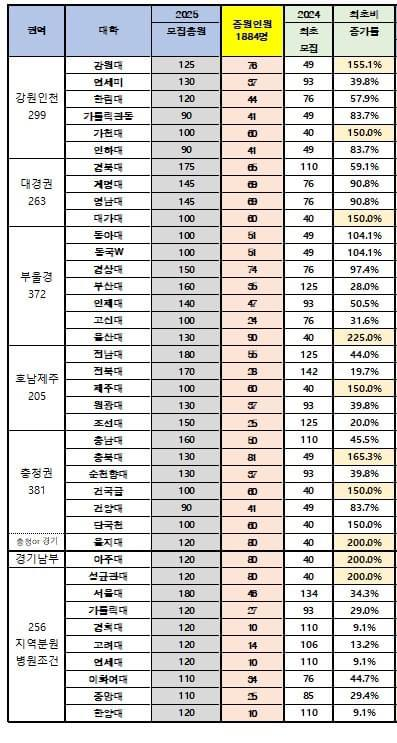 권역 대학 2025 모집총원 증원인원 1884명 2024 최초 모집 최초비 증가율
강원인천 299
강원대 125 76 49 155.1%
연세미 130 37 93 39.8%
한림대 120 44 76 57.9%
가톨릭관동 90 41 49 83.7%
가천대 100 60 40 150.0%
인하대 90 41 49 83.7%
대경권 263
경북대 175 65 110 59.1%
계명대 145 69 76 90.8%
영남대 145 69 76 90.8%
대가대 100 60 40 150.0%
부울경 372
동아대 100 51 49 104.1%
동국W 100 51 49 104.1%
경상대 150 74 76 97.4%
부산대 160 35 125 28.0%
인제대 140 47 93 50.5%
고신대 100 24 76 31.6%
울산대 130 90 40 225.0%
호남제주 205
전남대 180 55 125 44.0%
전북대 170 28 142 19.7%
제주대 100 60 40 150.0%
원광대 130 37 93 39.8%
조선대 150 25 125 20.0%
충청권 381
충남대 160 50 110 45.5%
충북대 130 81 49 165.3%
순천향대 130 37 93 39.8%
건국글 100 60 40 150.0%
건양대 90 41 49 83.7%
단국천 100 60 40 150.0%
충청or 경기 을지대 120 80 40 200.0%
경기남부 아주대 120 80 40 200.0%
256 지역분원 병원조건
성균관대 120 80 40 200.0%
서울대 180 46 134 34.3%
가톨릭대 120 27 93 29.0%
경희대 120 10 110 9.1%
고려대 120 14 106 13.2%
연세대 120 10 110 9.1%
이화여대 110 34 76 44.7%
중앙대 110 25 85 29.4%
한양대 120 10 110 9.1%